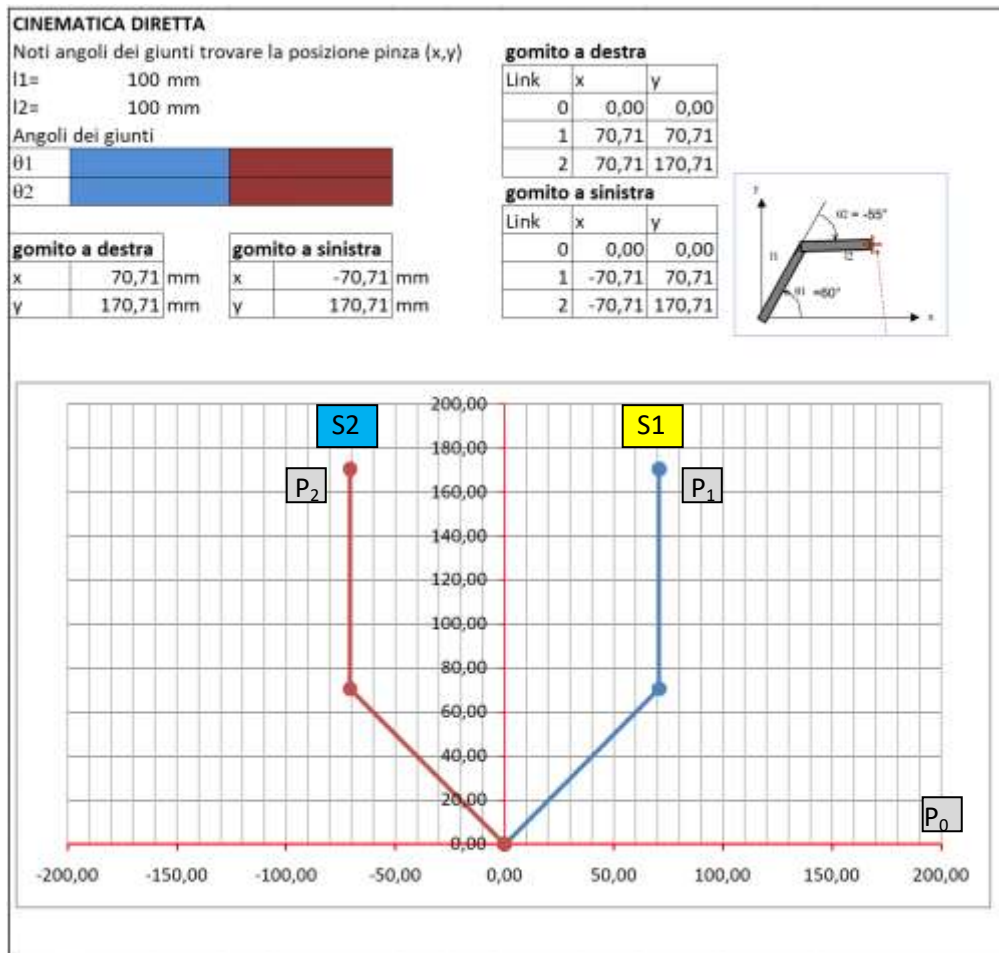 CINEMATICA DIRETTA
Noti angoli dei giunti trovare la posizione pinza (x,y)
l1= 100 mm
l2= 100 mm
Angoli dei giunti
θ1
θ2
gomito a destra
x 70,71 mm
y 170,71 mm
gomito a sinistra
x -70,71 mm
y 170,71 mm
gomito a destra
Link x y
0 0,00 0,00
1 70,71 70,71
2 70,71 170,71
gomito a sinistra
Link x y
0 0,00 0,00
1 -70,71 70,71
2 -70,71 170,71
y
= -55°
l1
l2
=60°
x
200,00
180,00
160,00
140,00
120,00
100,00
80,00
60,00
40,00
20,00
0,00
S2
S1
P2
P1
P0
-200,00 -150,00 -100,00 -50,00 0,00 50,00 100,00 150,00 200,00